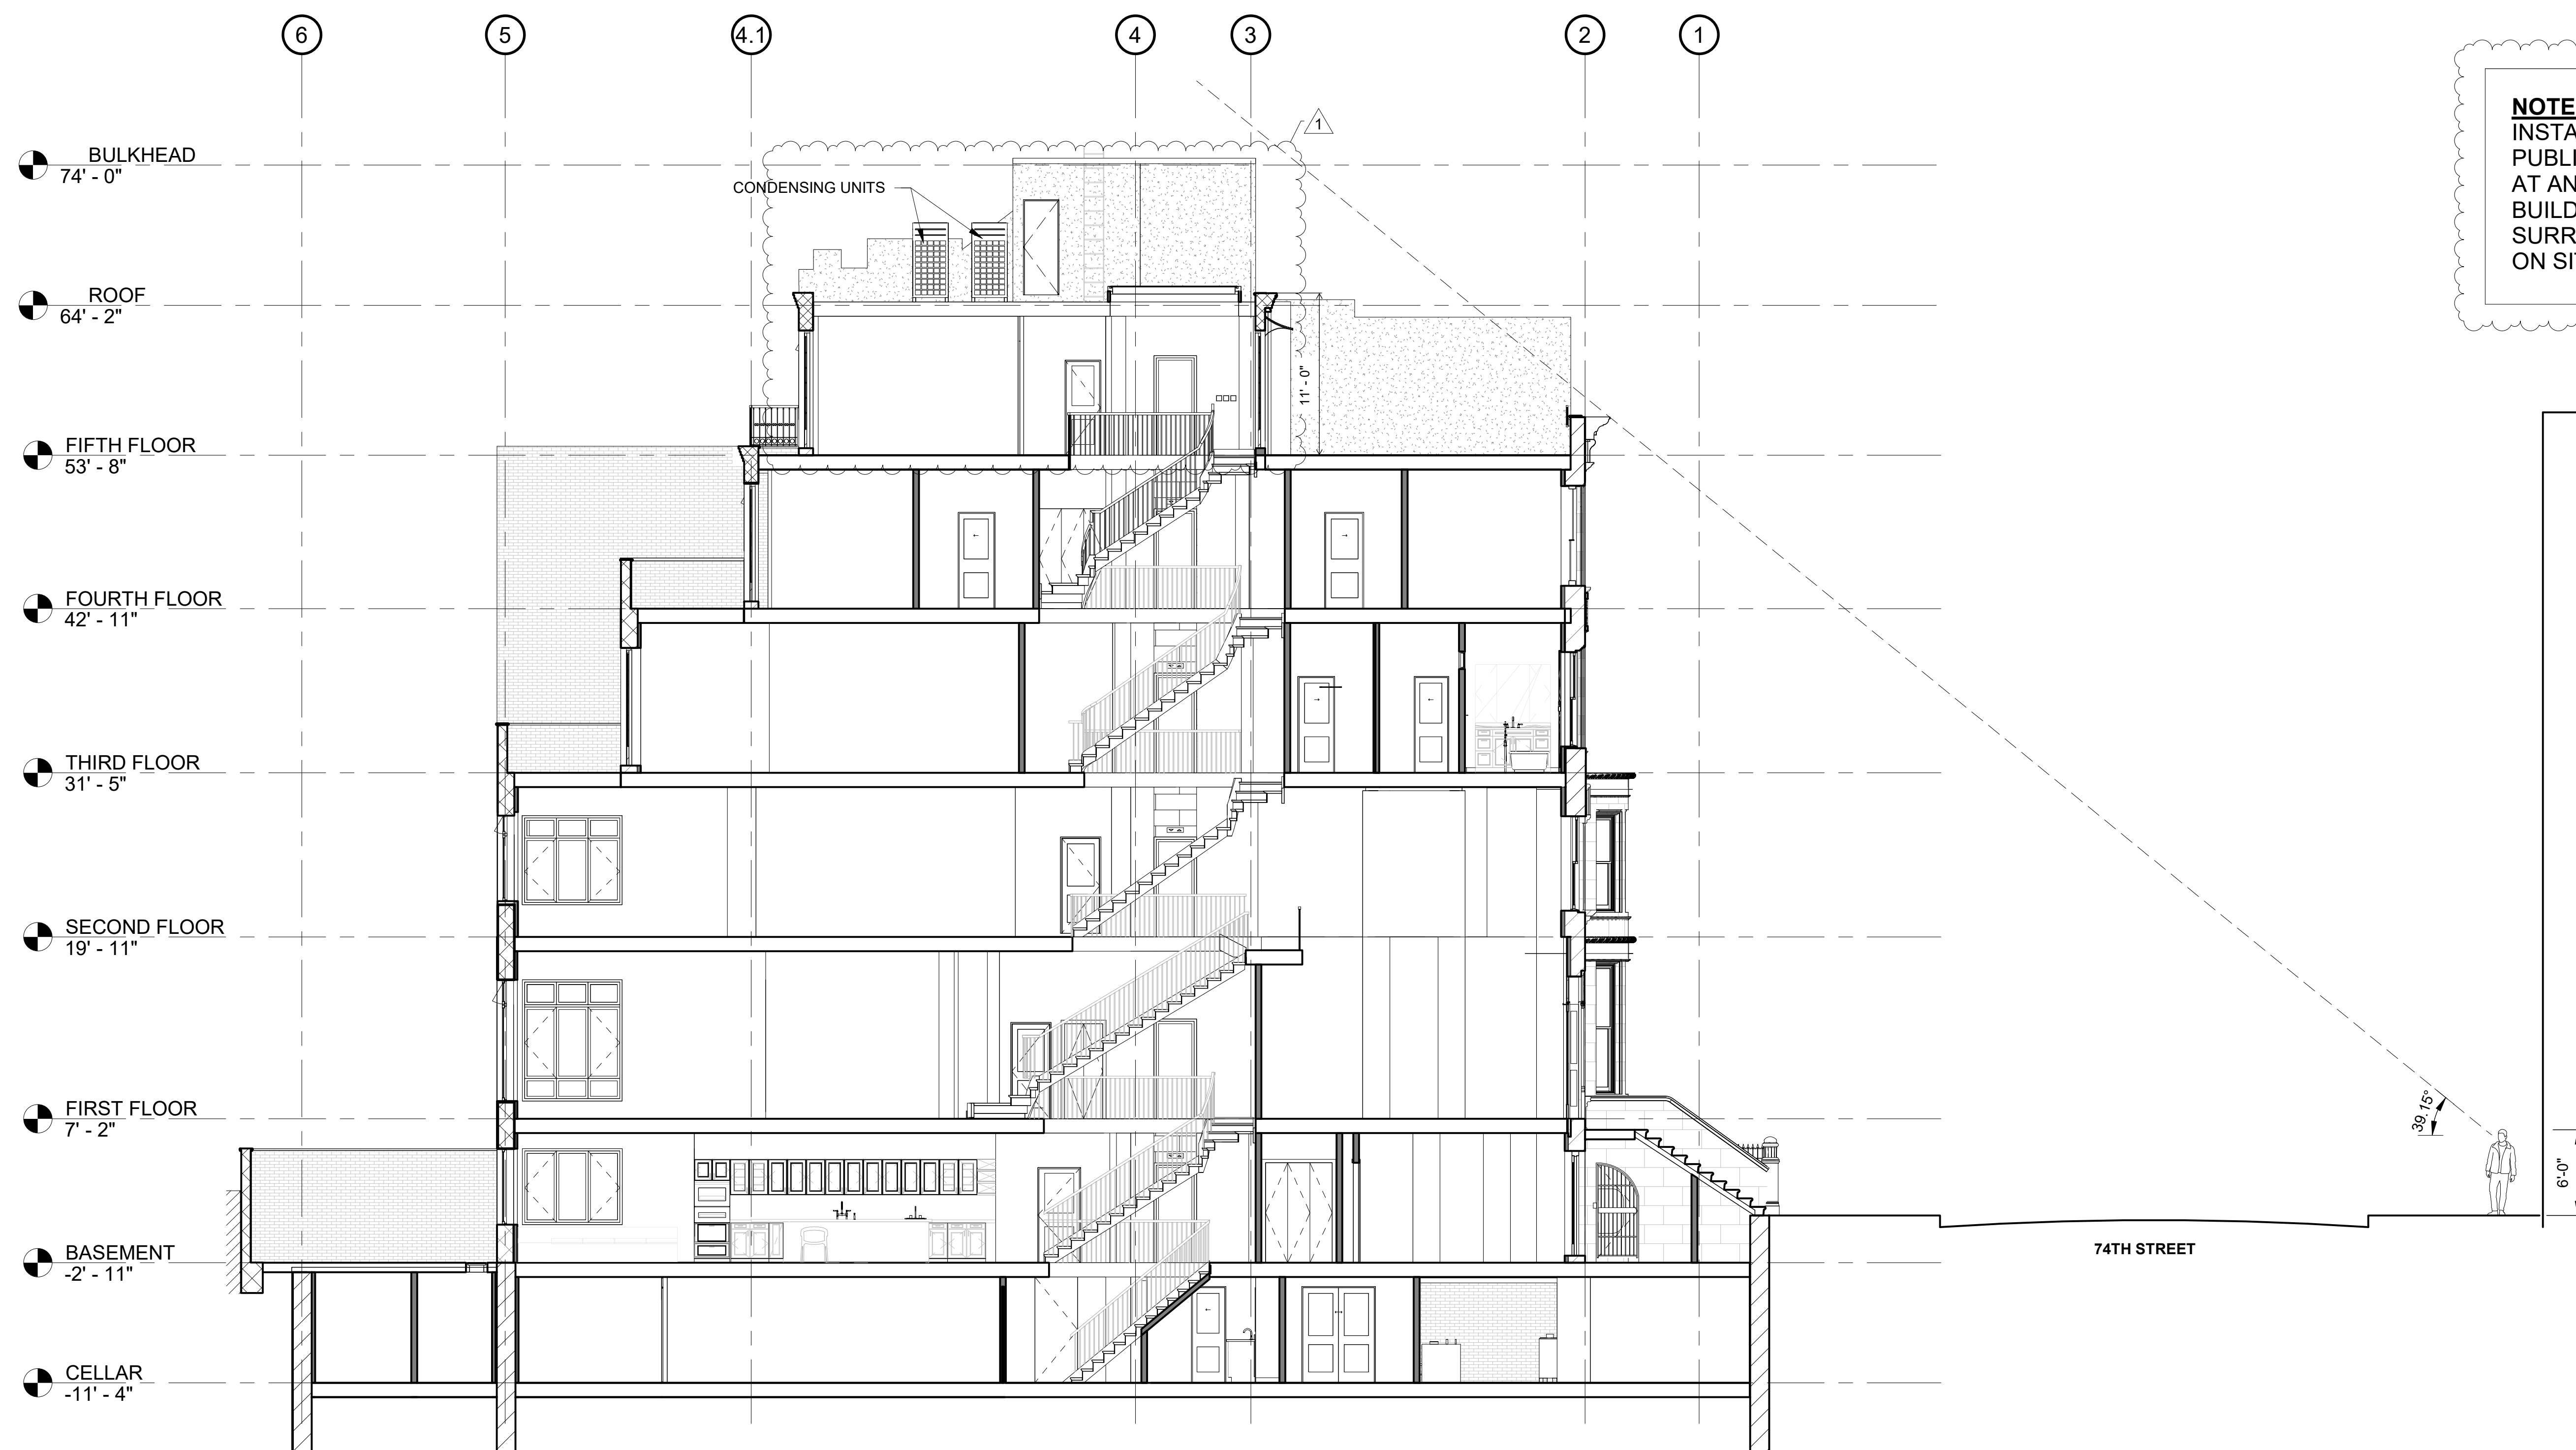 6
5
4.1
4
3
2
1
1
NOTE
INSTA
PUBLI
AT AN
BUILD
SURR
ON SI
BULKHEAD
74' - 0"
CONDENSING UNITS
ROOF
64' - 2"
11' - 0"
FIFTH FLOOR
53' - 8"
FOURTH FLOOR
42' - 11"
THIRD FLOOR
31' - 5"
SECOND FLOOR
19' - 11"
FIRST FLOOR
7' - 2"
39.15°
6'-0"
BASEMENT
-2' - 11"
74TH STREET
CELLAR
-11' - 4"